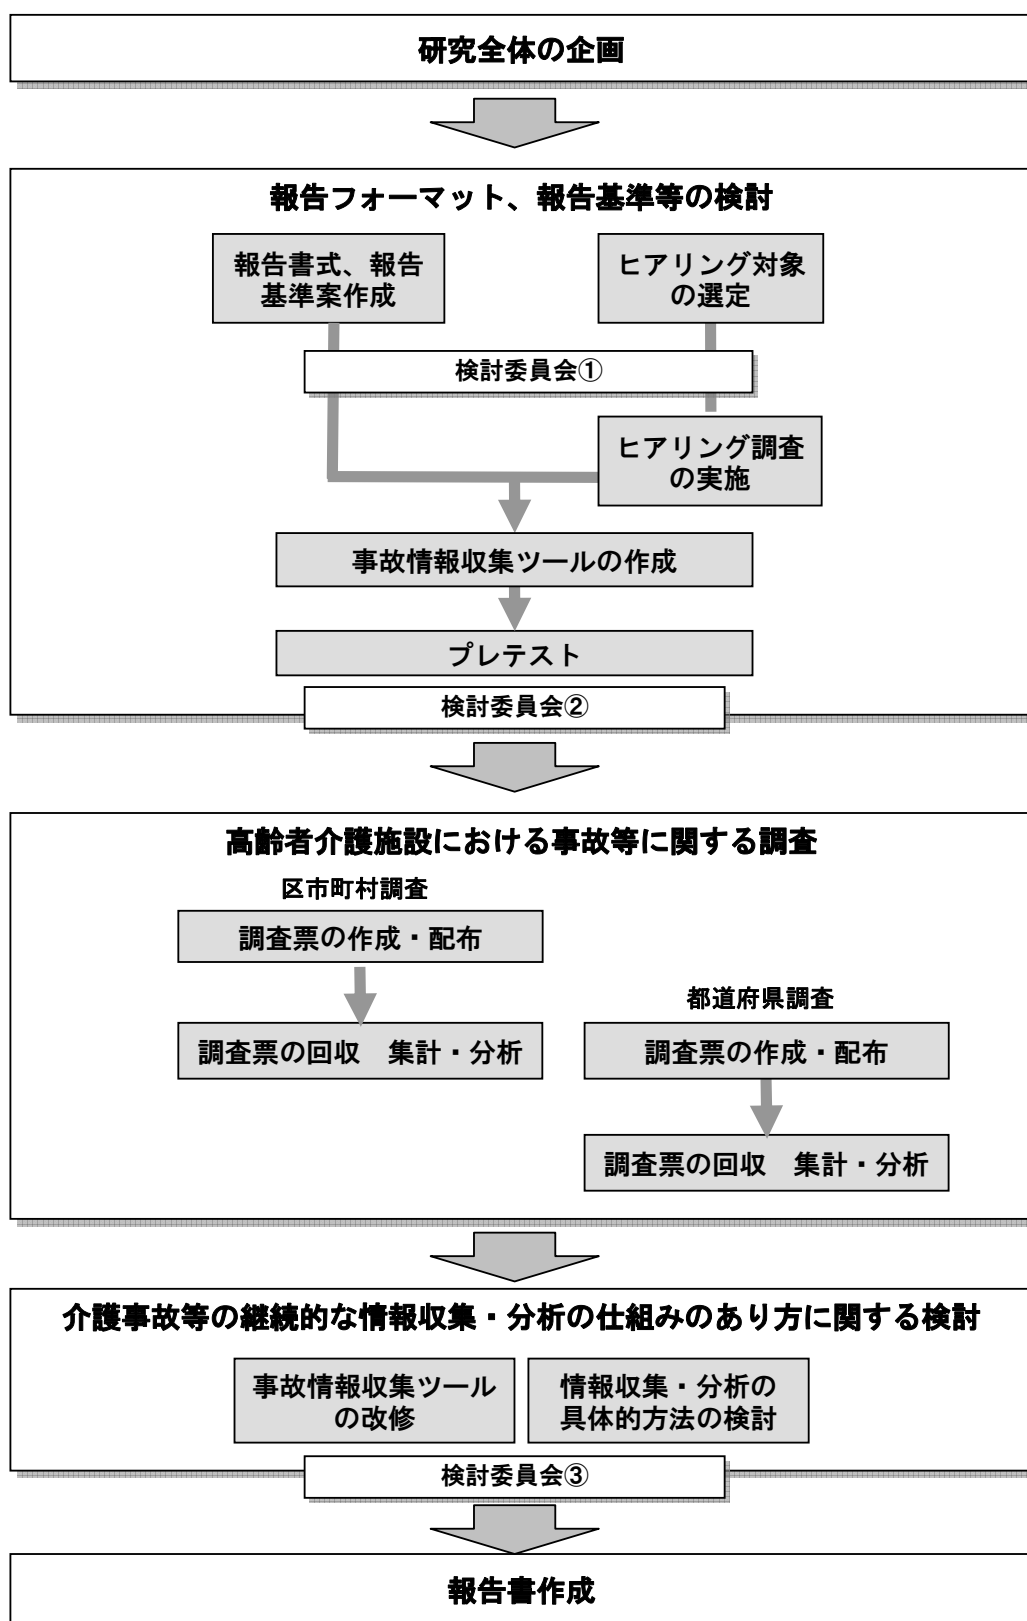 研究全体の企画
報告フォーマット、報告基準等の検討
報告書式、報告
基準案作成
ヒアリング対象
の選定
検討委員会①
ヒアリング調査
の実施
事故情報収集ツールの作成
プレテスト
検討委員会②
高齢者介護施設における事故等に関する調査
区市町村調査
調査票の作成・配布
調査票の回収　集計・分析
都道府県調査
調査票の作成・配布
調査票の回収　集計・分析
介護事故等の継続的な情報収集・分析の仕組みのあり方に関する検討
事故情報収集ツール
の改修
情報収集・分析の
具体的方法の検討
検討委員会③
報告書作成